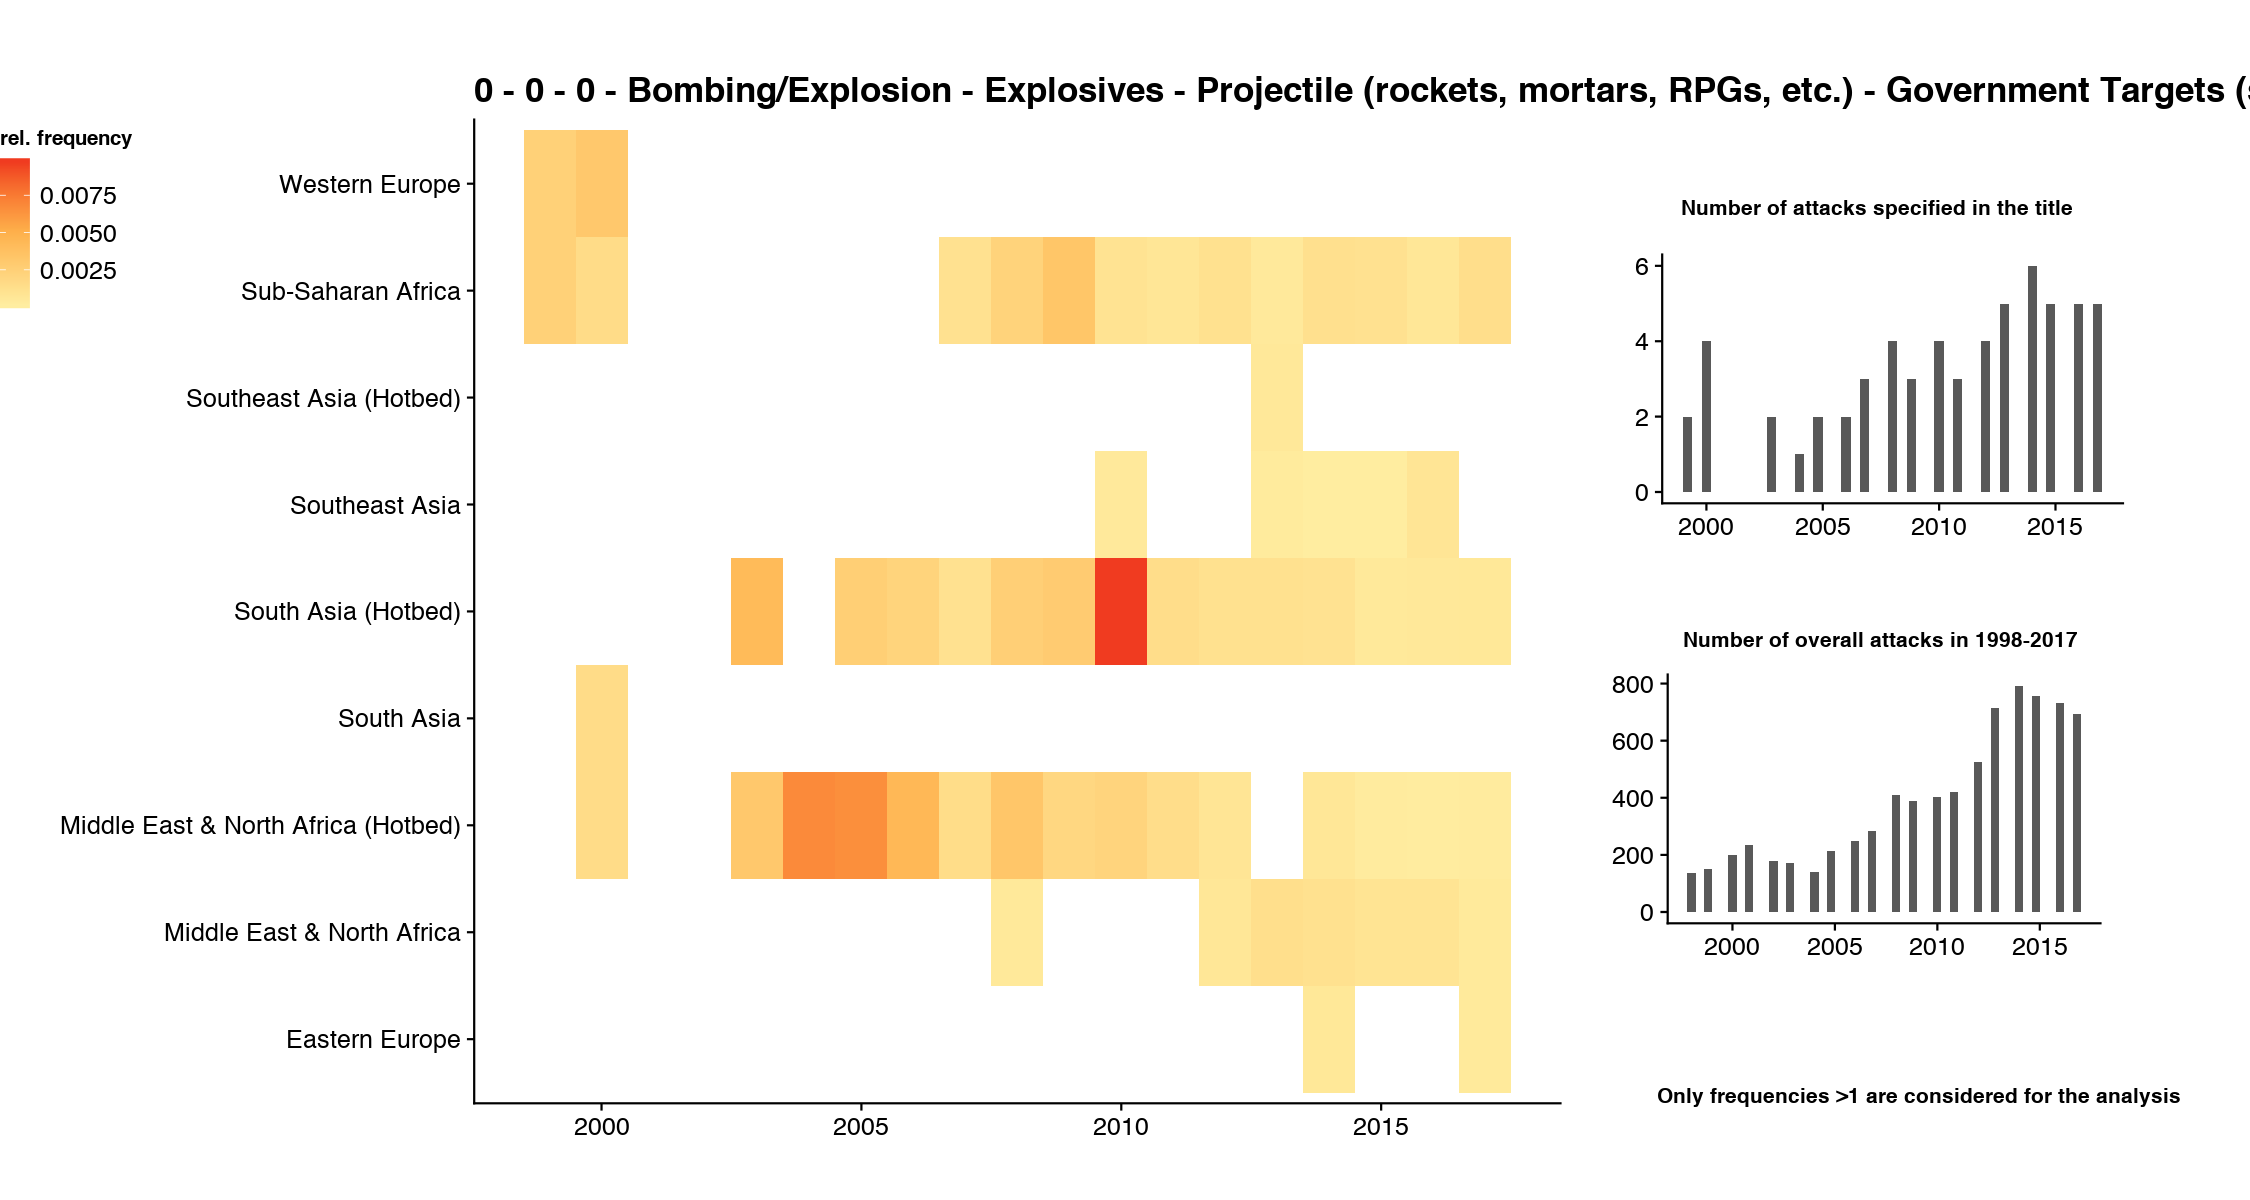 0 - 0 - 0 - Bombing/Explosion - Explosives - Projectile (rockets, mortars, RPGs, etc.) - Government Targets (
rel. frequency
0.0075
0.0050
0.0025
Western Europe
Sub-Saharan Africa
Southeast Asia (Hotbed)
Southeast Asia
South Asia (Hotbed)
South Asia
Middle East & North Africa (Hotbed)
Middle East & North Africa
Eastern Europe
2000 2005 2010 2015
Number of attacks specified in the title
6
4
2
0
2000 2005 2010 2015
Number of overall attacks in 1998-2017
800
600
400
200
0
2000 2005 2010 2015
Only frequencies >1 are considered for the analysis